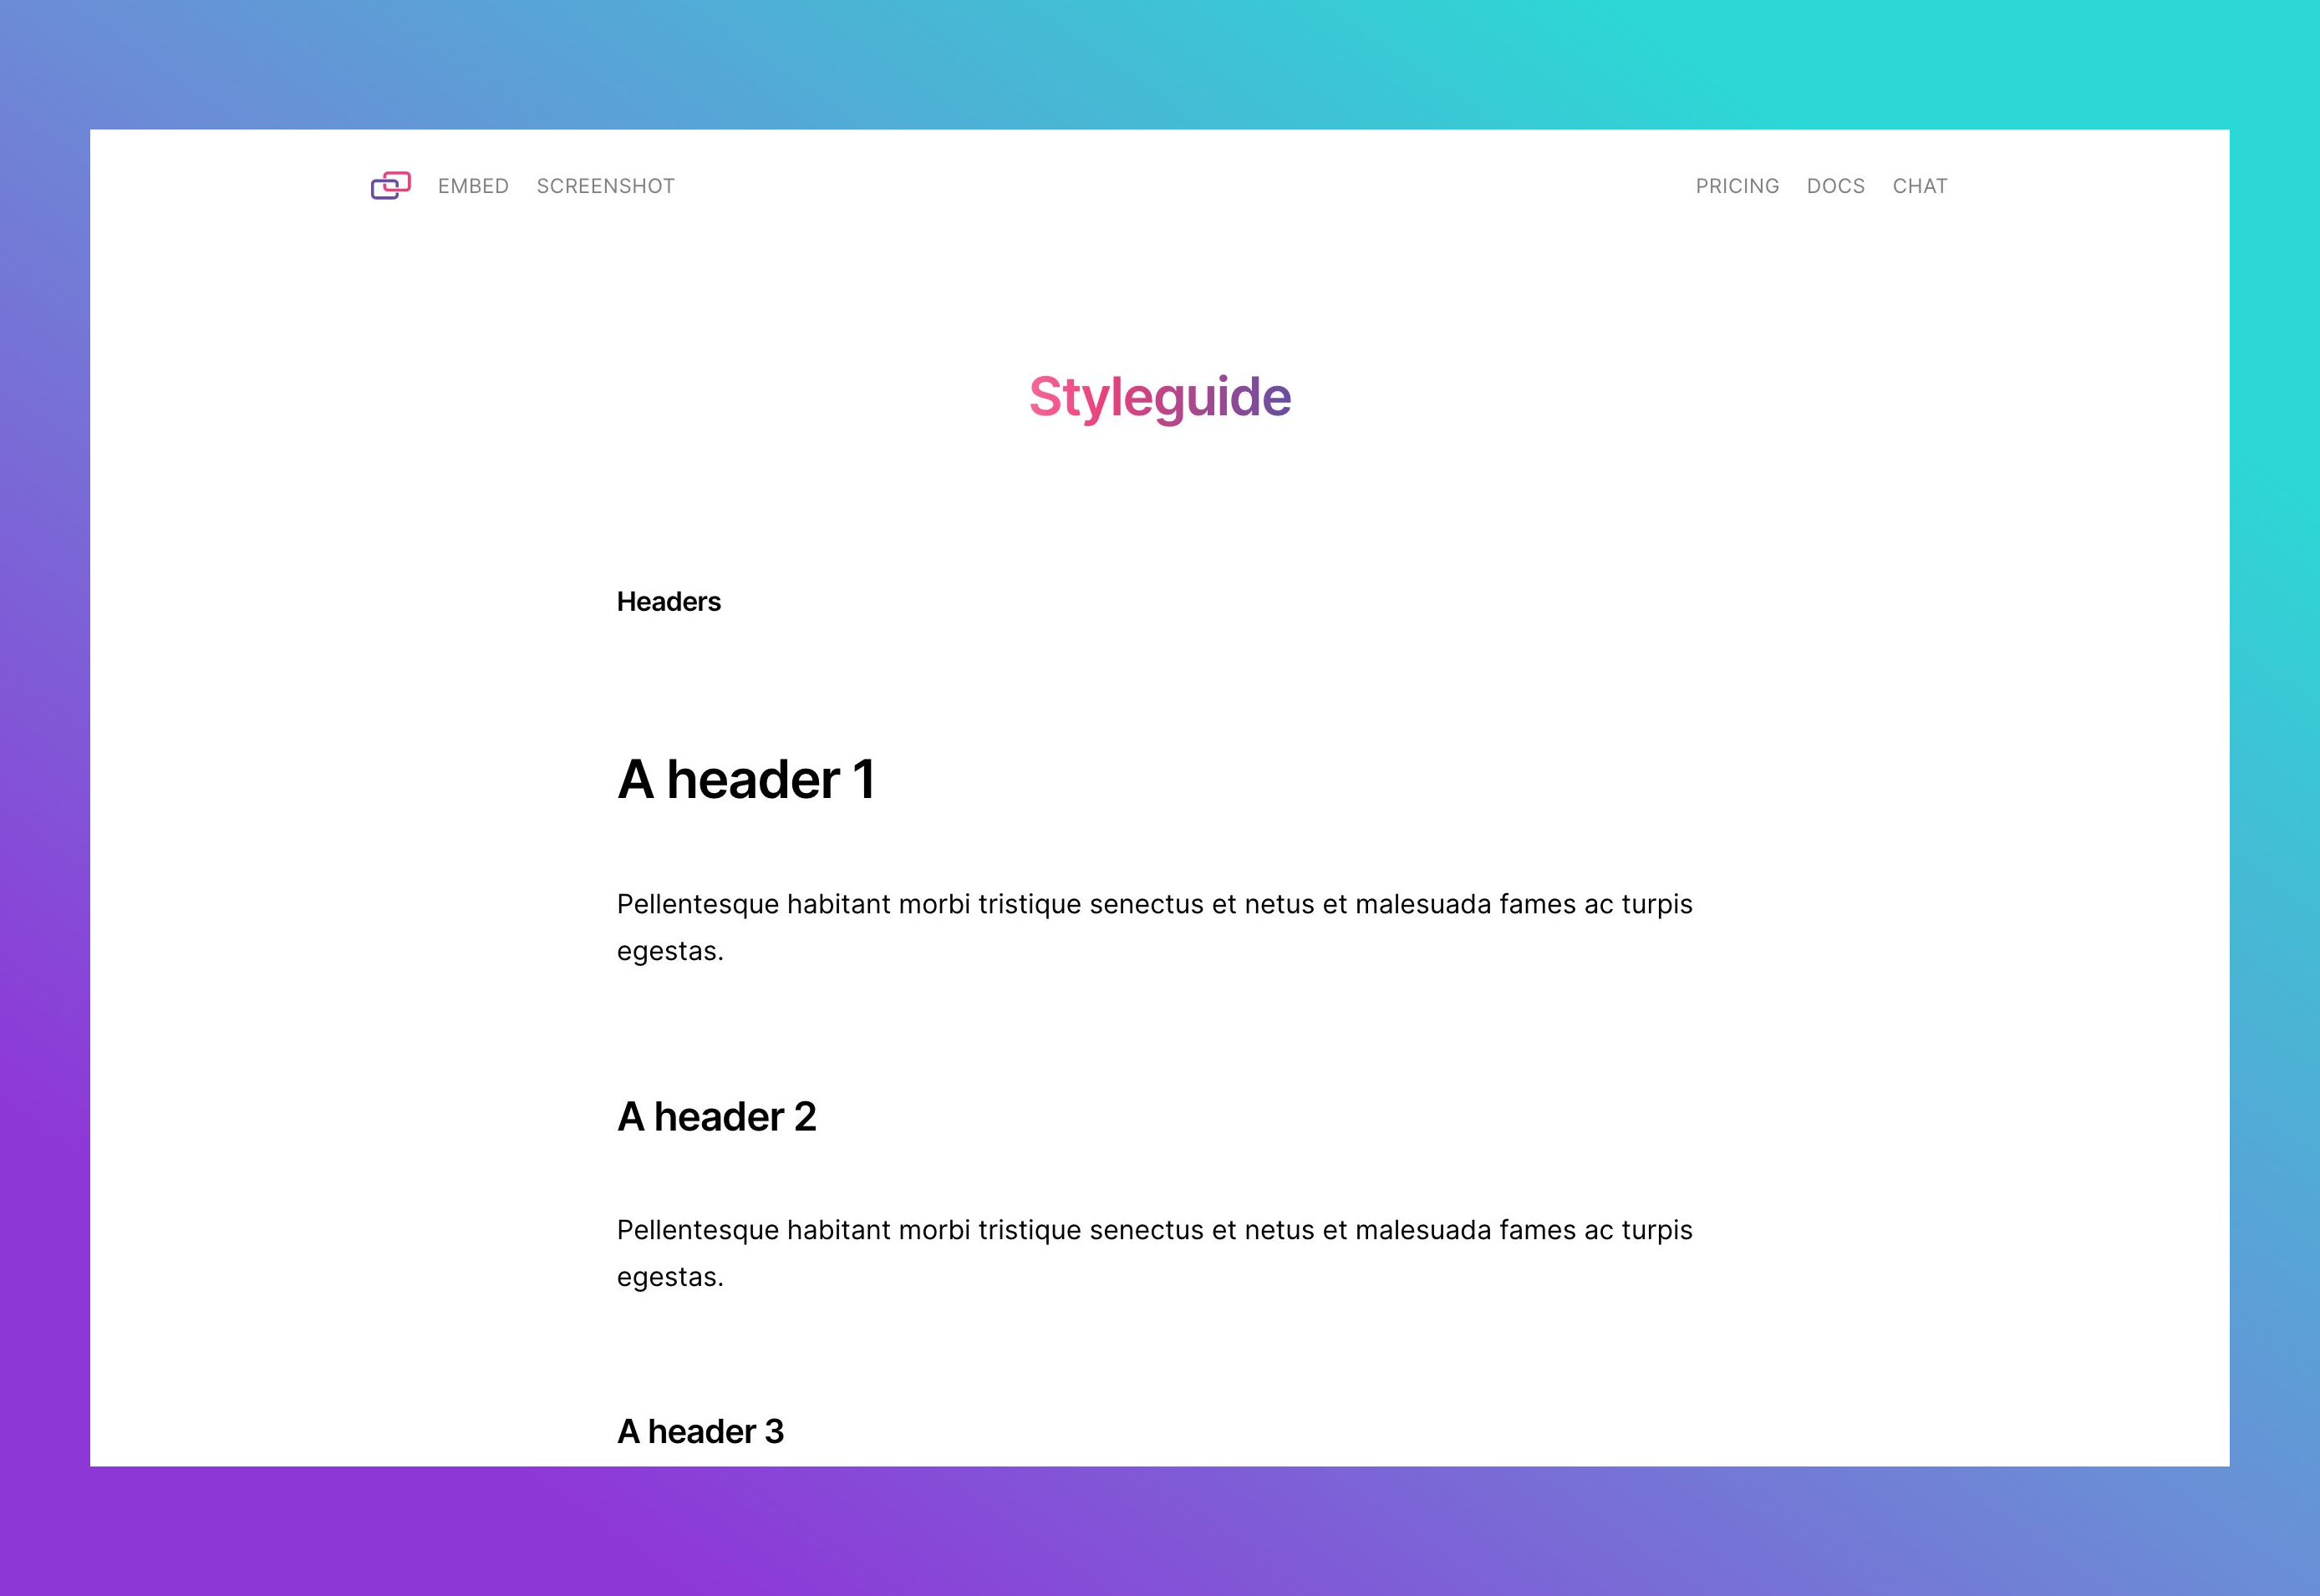 EMBED SCREENSHOT PRICING DOCS CHAT
Styleguide
Headers
A header 1
Pellentesque habitant morbi tristique senectus et netus et malesuada fames ac turpis
egestas.
A header 2
Pellentesque habitant morbi tristique senectus et netus et malesuada fames ac turpis
egestas.
A header 3